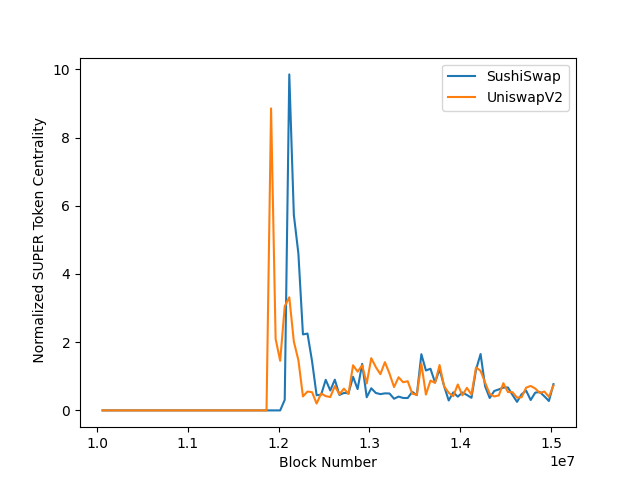 SushiSwap
UniswapV2
Normalized SUPER Token Centrality
10
8
6
4
2
0
1.0 1.1 1.2 1.3 1.4 1.5
1e7
Block Number